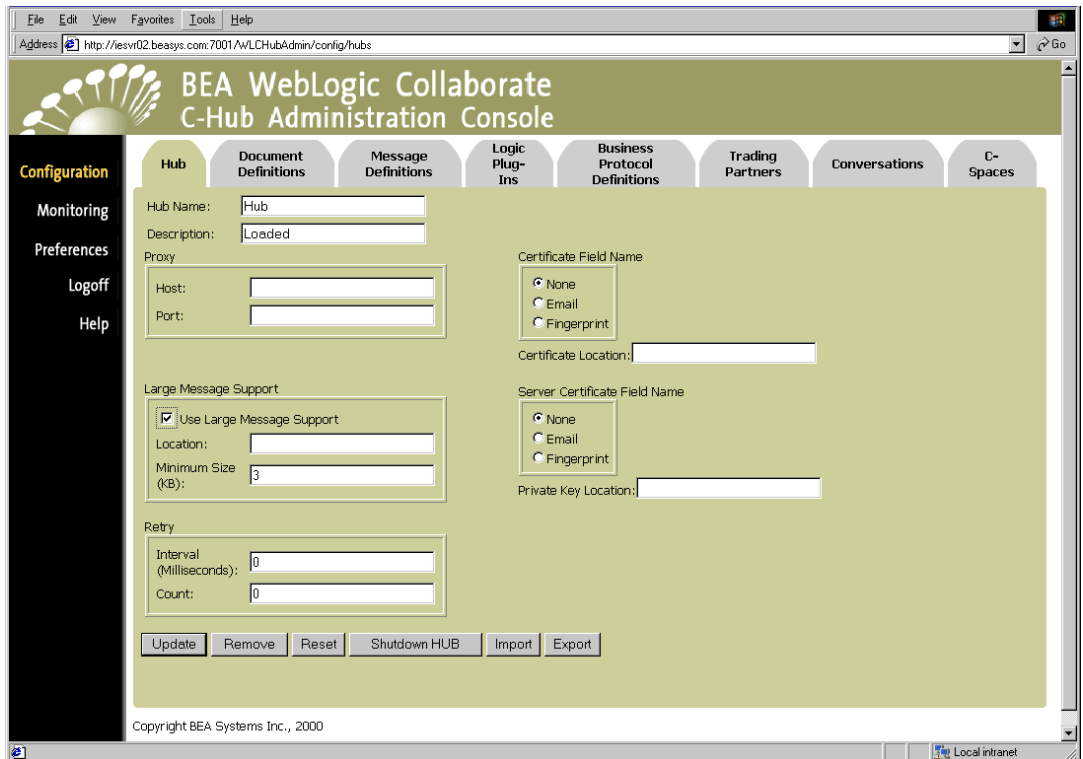 File Edit View Favorites Tools Help
Address http://iesvr02.beasys.com:7001/WLCHubAdmin/config/hubs Go
BEA WebLogic Collaborate
C-Hub Administration Console
Configuration
Monitoring
Preferences
Logoff
Help
Hub
Document
Definitions
Message
Definitions
Logic
Plug-
Ins
Business
Protocol
Definitions
Trading
Partners
Conversations
C-
Spaces
Hub Name: Hub
Description: Loaded
Proxy
Host:
Port:
Certificate Field Name
None
Email
Fingerprint
Certificate Location:
Large Message Support
Use Large Message Support
Location:
Minimum Size
(KB): 3
Server Certificate Field Name
None
Email
Fingerprint
Private Key Location:
Retry
Interval
(Milliseconds): 0
Count: 0
Update Remove Reset Shutdown HUB Import Export
Copyright BEA Systems Inc., 2000
Local intranet